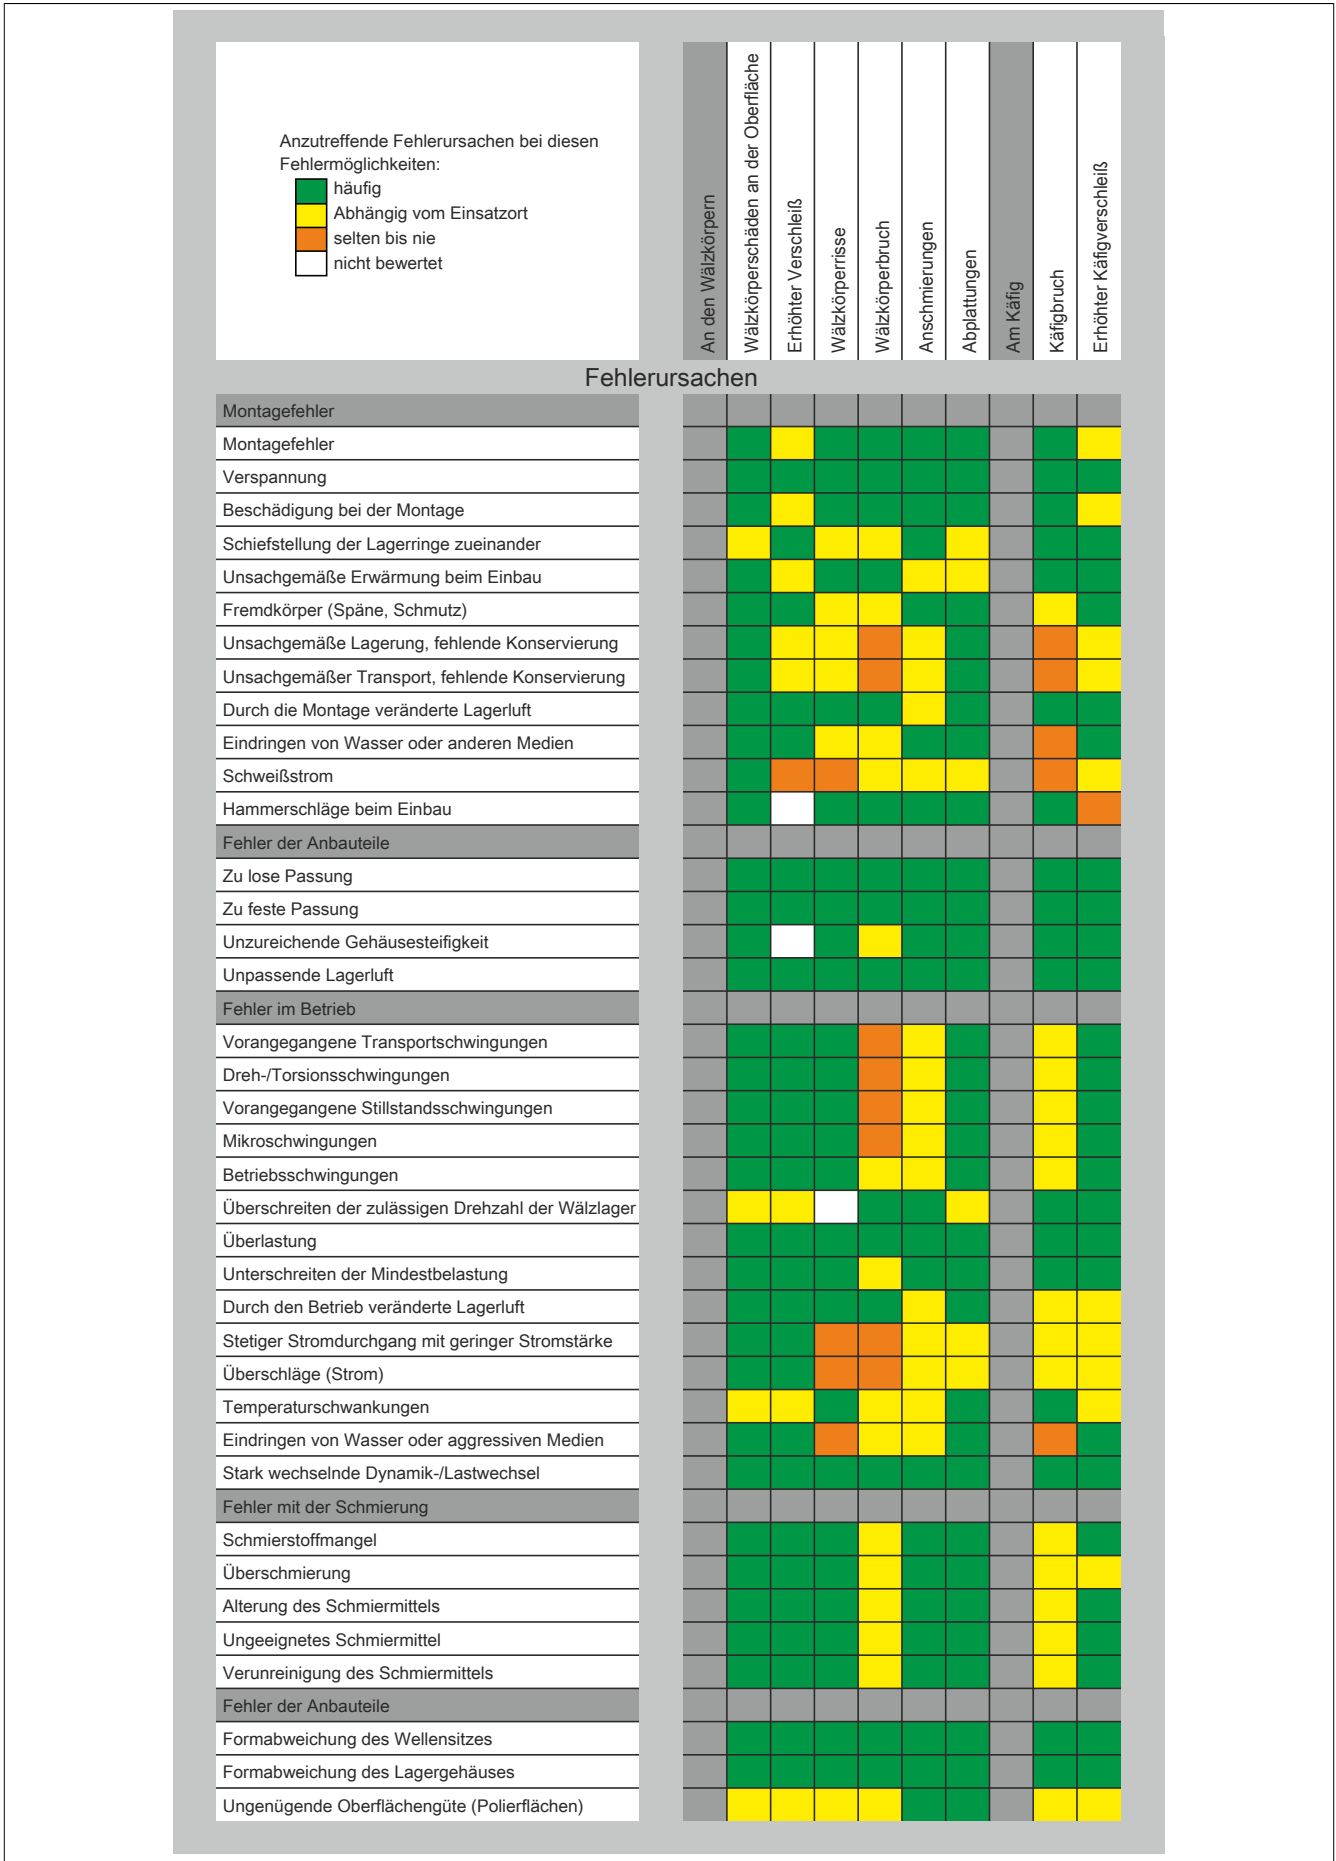 Anzutreffende Fehlerursachen bei diesen
Fehlermöglichkeiten:
häufig
Abhängig vom Einsatzort
selten bis nie
nicht bewertet
An den Wälzkörpern
Wälzkörperschäden an der Oberfläche
Erhöhter Verschleiß
Wälzkörperrisse
Wälzkörperbruch
Anschmierungen
Abplattungen
Am Käfig
Käfigbruch
Erhöhter Käfigverschleiß
Fehlerursachen
Montagefehler
Montagefehler
Verspannung
Beschädigung bei der Montage
Schiefstellung der Lagerringe zueinander
Unsachgemäße Erwärmung beim Einbau
Fremdkörper (Späne, Schmutz)
Unsachgemäße Lagerung, fehlende Konservierung
Unsachgemäßer Transport, fehlende Konservierung
Durch die Montage veränderte Lagerluft
Eindringen von Wasser oder anderen Medien
Schweißstrom
Hammerschläge beim Einbau
Fehler der Anbauteile
Zu lose Passung
Zu feste Passung
Unzureichende Gehäusesteifigkeit
Unpassende Lagerluft
Fehler im Betrieb
Vorangegangene Transportschwingungen
Dreh-/Torsionsschwingungen
Vorangegangene Stillstandsschwingungen
Mikroschwingungen
Betriebsschwingungen
Überschreiten der zulässigen Drehzahl der Wälzlager
Überlastung
Unterschreiten der Mindestbelastung
Durch den Betrieb veränderte Lagerluft
Stetiger Stromdurchgang mit geringer Stromstärke
Überschläge (Strom)
Temperaturschwankungen
Eindringen von Wasser oder aggressiven Medien
Stark wechselnde Dynamik-/Lastwechsel
Fehler mit der Schmierung
Schmierstoffmangel
Überschmierung
Alterung des Schmiermittels
Ungeeignetes Schmiermittel
Verunreinigung des Schmiermittels
Fehler der Anbauteile
Formabweichung des Wellensitzes
Formabweichung des Lagergehäuses
Ungenügende Oberflächengüte (Polierflächen)